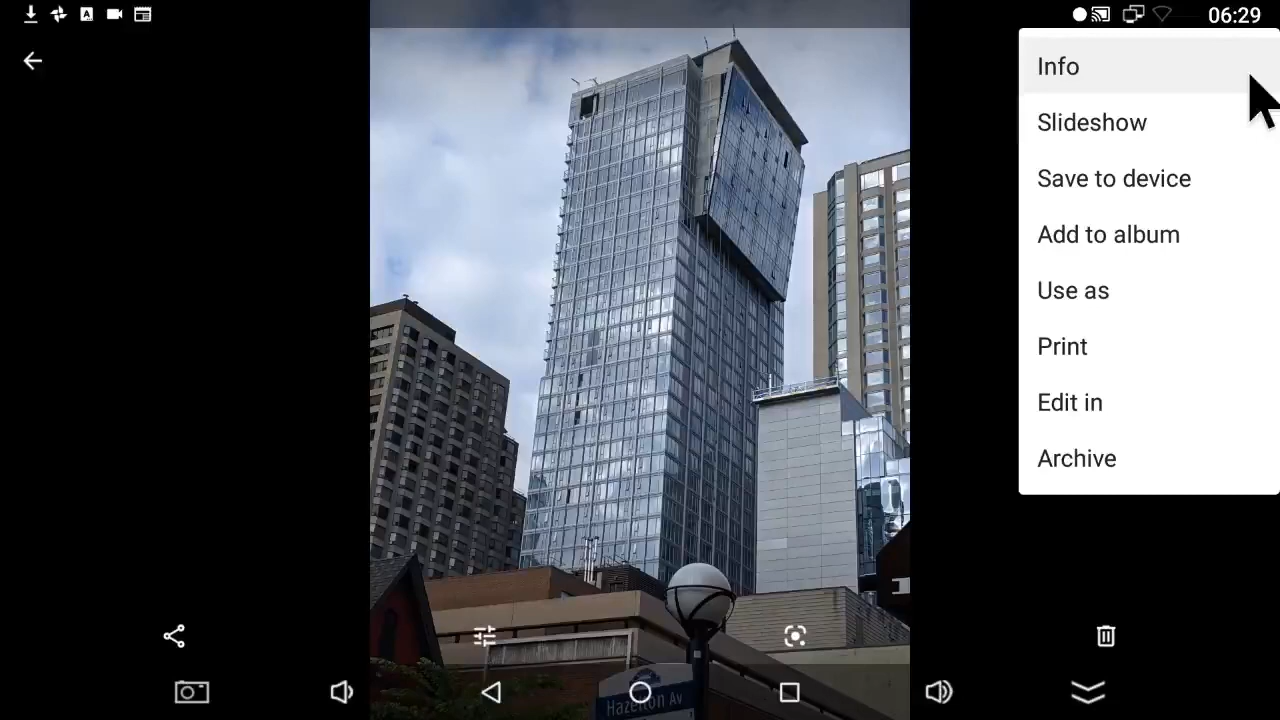 06:29
Info
Slideshow
Save to device
Add to album
Use as
Print
Edit in
Archive
Hazelton Av